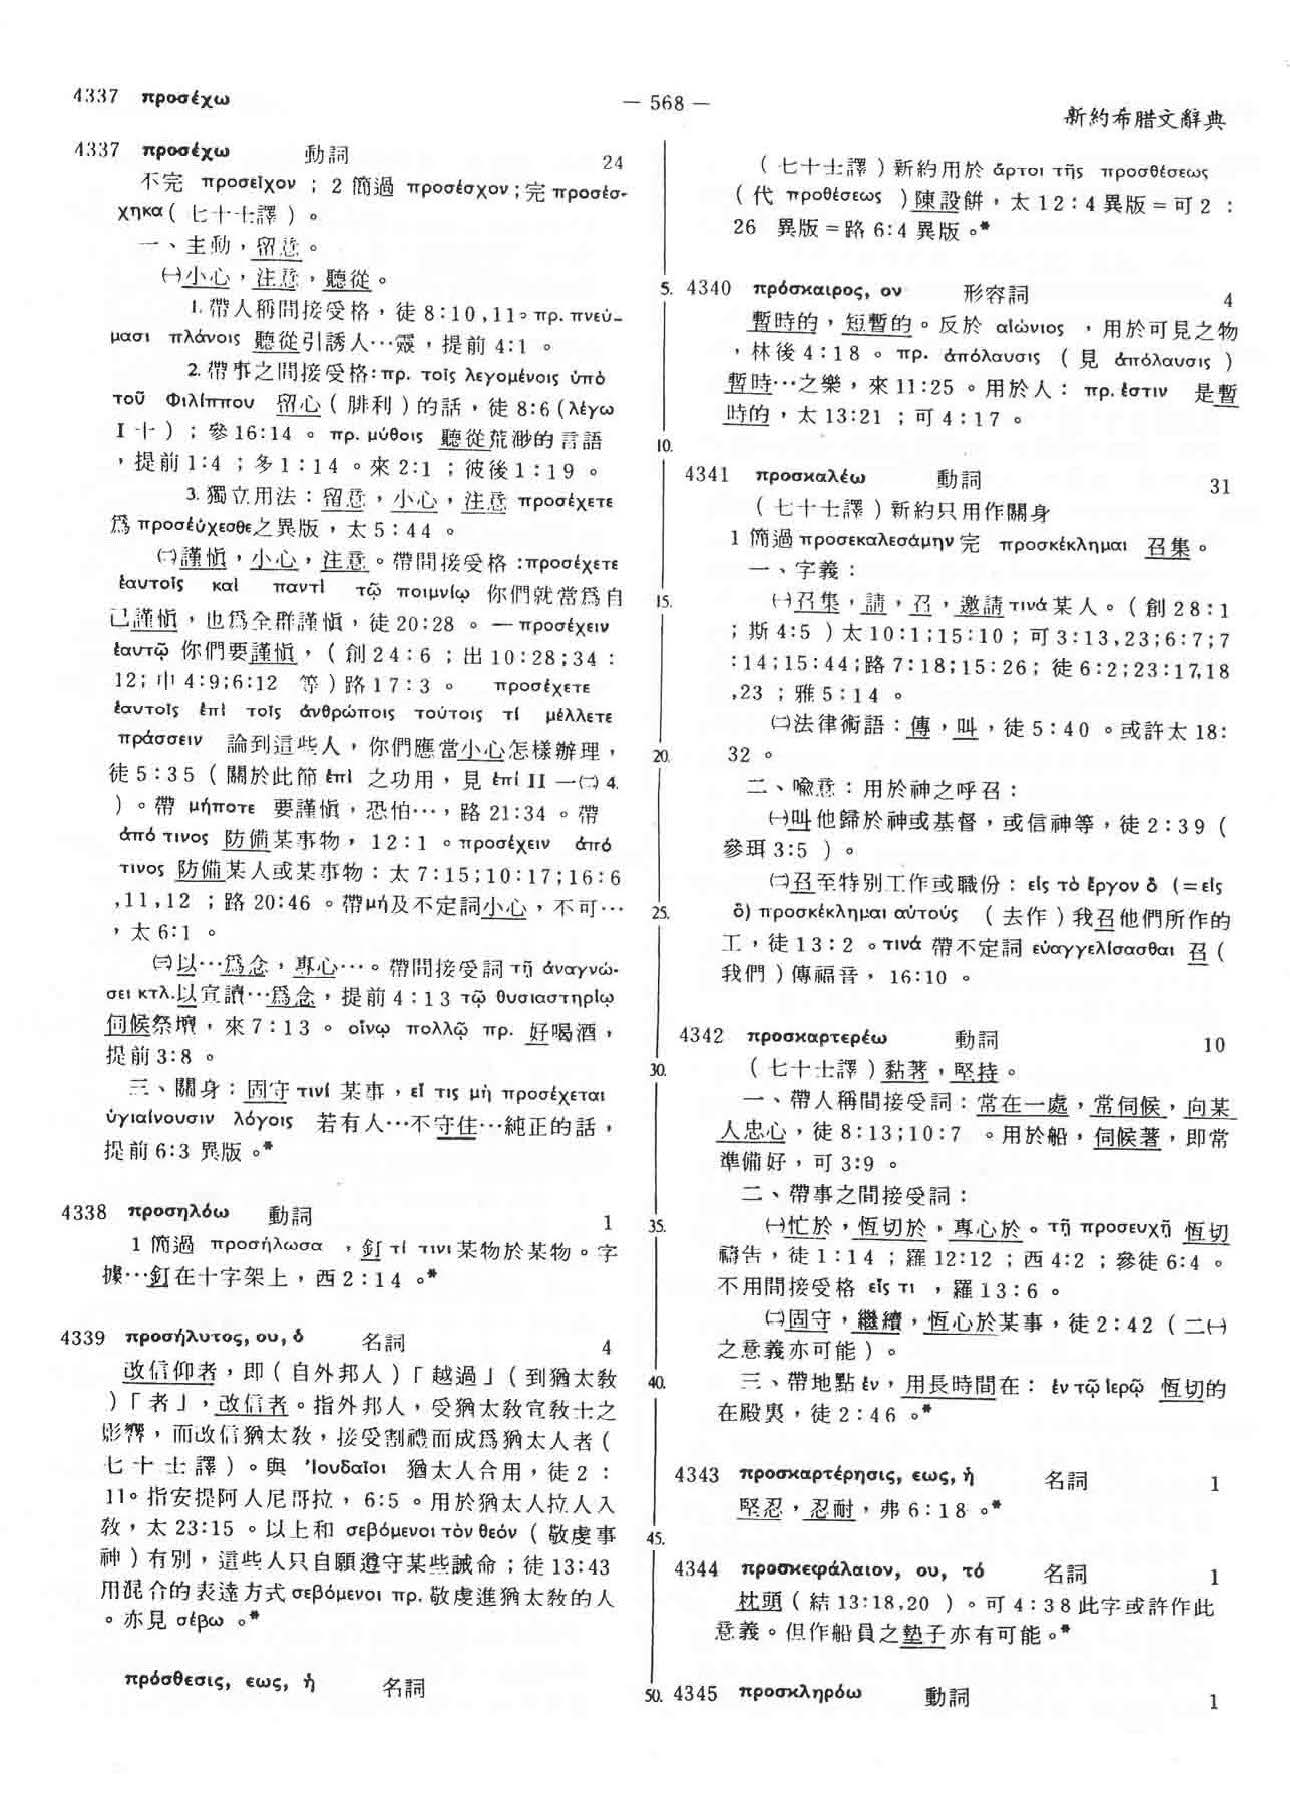 4337 προσέχω
— 568 —
新約希腊文辭典
4337 προσέχω 動詞 24
不完 προσεῖχον ; 2 簡過 προσέσχον ; 完 προσέσ-
χηκα ( 七十士譯 ) 。
一、主動，留意。
㈠小心，注意，聽從。
1. 帶人稱間接受格，徒 8:10,11。πρ. πνεύ-
μασι πλάνοις 聽從引誘人…靈，提前 4:1 。
2. 帶事之間接受格:πρ. τοῖς λεγομένοις ὑπό
τοῦ Φιλίππου 留心 ( 腓利 ) 的話，徒 8:6 (λέγω
I 十 ) ; 參 16:14 。πρ. μύθοις 聽從荒渺的言語
，提前 1:4 ; 多 1:14 。來 2:1 ; 彼後 1:19 。
3. 獨立用法：留意，小心，注意 προσέχετε
爲 προσεύχεσθε之異版，太 5:44 。
㈡謹愼，小心，注意。帶間接受格 :προσέχετε
ἑαυτοῖς καὶ παντὶ τῷ ποιμνίῳ 你們就當爲自
己謹愼，也爲全群謹愼，徒 20:28 。—προσέχειν
ἑαυτῷ 你們要謹愼， ( 創 24:6 ; 出 10:28;34 :
12; 申 4:9;6:12 等 ) 路 17:3 。 προσέχετε
ἑαυτοῖς ἐπὶ τοῖς ἀνθρώποις τούτοις τί μέλλετε
πράσσειν 論到這些人，你們應當小心怎樣辦理，
徒 5:35 ( 關於此節 ἐπί 之功用，見 ἐπί II 一㈡ 4.
) 。帶 μήποτε 要謹愼，恐怕…，路 21:34 。帶
ἀπό τινος 防備某事物， 12:1 。προσέχειν ἀπό
τινος 防備某人或某事物：太 7:15;10:17;16:6
,11,12 ; 路 20:46 。帶μή及不定詞小心，不可…
，太 6:1 。
㈢以…爲念，專心…。帶間接受詞 τῇ ἀναγνώ-
σει κτλ.以宣讀…爲念，提前 4:13 τῷ θυσιαστηρίῳ
伺候祭壇，來 7:13 。οἴνῳ πολλῷ πρ. 好喝酒，
提前 3:8 。
三、關身：固守 τινί 某事，εἴ τις μὴ προσέχεται
ὑγιαίνουσιν λόγοις 若有人…不守住…純正的話，
提前 6:3 異版 。*
4338 προσηλόω 動詞 1
1 簡過 προσήλωσα ，釘 τί τινι 某物於某物。字
據…釘在十字架上，西 2:14 。*
4339 προσήλυτος, ου, ὁ 名詞 4
改信仰者，即 ( 自外邦人 ) 「越過」 ( 到猶太敎
) 「者」，改信者。指外邦人，受猶太敎宣敎士之
影響，而改信猶太敎，接受割禮而成爲猶太人者 (
七十士譯 ) 。與 Ἰουδαῖοι 猶太人合用，徒 2 :
11。指安提阿人尼哥拉， 6:5 。用於猶太人拉人入
敎，太 23:15 。以上和 σεβόμενοι τὸν θεόν ( 敬虔事
神 ) 有別，這些人只自願遵守某些誡命 ; 徒 13:43
用混合的表達方式 σεβόμενοι πρ. 敬虔進猶太敎的人
。亦見 σέβω 。*
πρόσθεσις, εως, ἡ 名詞
( 七十士譯 ) 新約用於 ἄρτοι τῆς προσθέσεως
( 代 προθέσεως ) 陳設餅，太 12:4 異版 = 可 2 :
26 異版 = 路 6:4 異版 。*
5. 4340 πρόσκαιρος, ον 形容詞 4
暫時的，短暫的。反於 αἰώνιος ，用於可見之物
，林後 4:18 。πρ. ἀπόλαυσις ( 見 ἀπόλαυσις )
暫時…之樂，來 11:25 。用於人： πρ. ἐστιν 是暫
時的，太 13:21 ; 可 4:17 。
10.
4341 προσκαλέω 動詞 31
( 七十士譯 ) 新約只用作關身
1 簡過 προσεκαλεσάμην 完 προσκέκλημαι 召集。
一、字義：
15. ㈠召集，請，召，邀請 τινά 某人。( 創 28:1
; 斯 4:5 ) 太 10:1;15:10 ; 可 3:13,23;6:7;7
:14;15:44;路 7:18;15:26; 徒 6:2;23:17,18
,23 ; 雅 5:14 。
㈡法律術語：傳，叫，徒 5:40 。或許太 18:
20. 32 。
二、喩意：用於神之呼召：
㈠叫他歸於神或基督，或信神等，徒 2:39 (
參珥 3:5 ) 。
㈡召至特別工作或職份：εἰς τὸ ἔργον ὅ (=εἰς
25. ὅ) προσκέκλημαι αὐτούς ( 去作 ) 我召他們所作的
工，徒 13:2 。τινά 帶不定詞 εὐαγγελίσασθαι 召 (
我們 ) 傳福音， 16:10 。
4342 προσκαρτερέω 動詞 10
30. ( 七十士譯 ) 黏著，堅持。
一、帶人稱間接受詞：常在一處，常伺候，向某
人忠心，徒 8:13;10:7 。用於船，伺候著，即常
準備好，可 3:9 。
二、帶事之間接受詞：
35. ㈠忙於，恆切於，專心於。τῇ προσευχῇ 恆切
禱告，徒 1:14 ; 羅 12:12 ; 西 4:2 ; 參徒 6:4 。
不用間接受格 εἴς τι ，羅 13:6 。
㈡固守，繼續，恆心於某事，徒 2:42 ( 二㈠
之意義亦可能 ) 。
40. 三、帶地點 ἐν，用長時間在： ἐν τῷ ἱερῷ 恆切的
在殿裏，徒 2:46 。*
4343 προσκαρτέρησις, εως, ἡ 名詞 1
堅忍，忍耐，弗 6:18 。*
45.
4344 προσκεφάλαιον, ου, τό 名詞 1
枕頭 ( 結 13:18,20 ) 。可 4:38 此字或許作此
意義。但作船員之墊子亦有可能。*
50. 4345 προσκληρόω 動詞 1